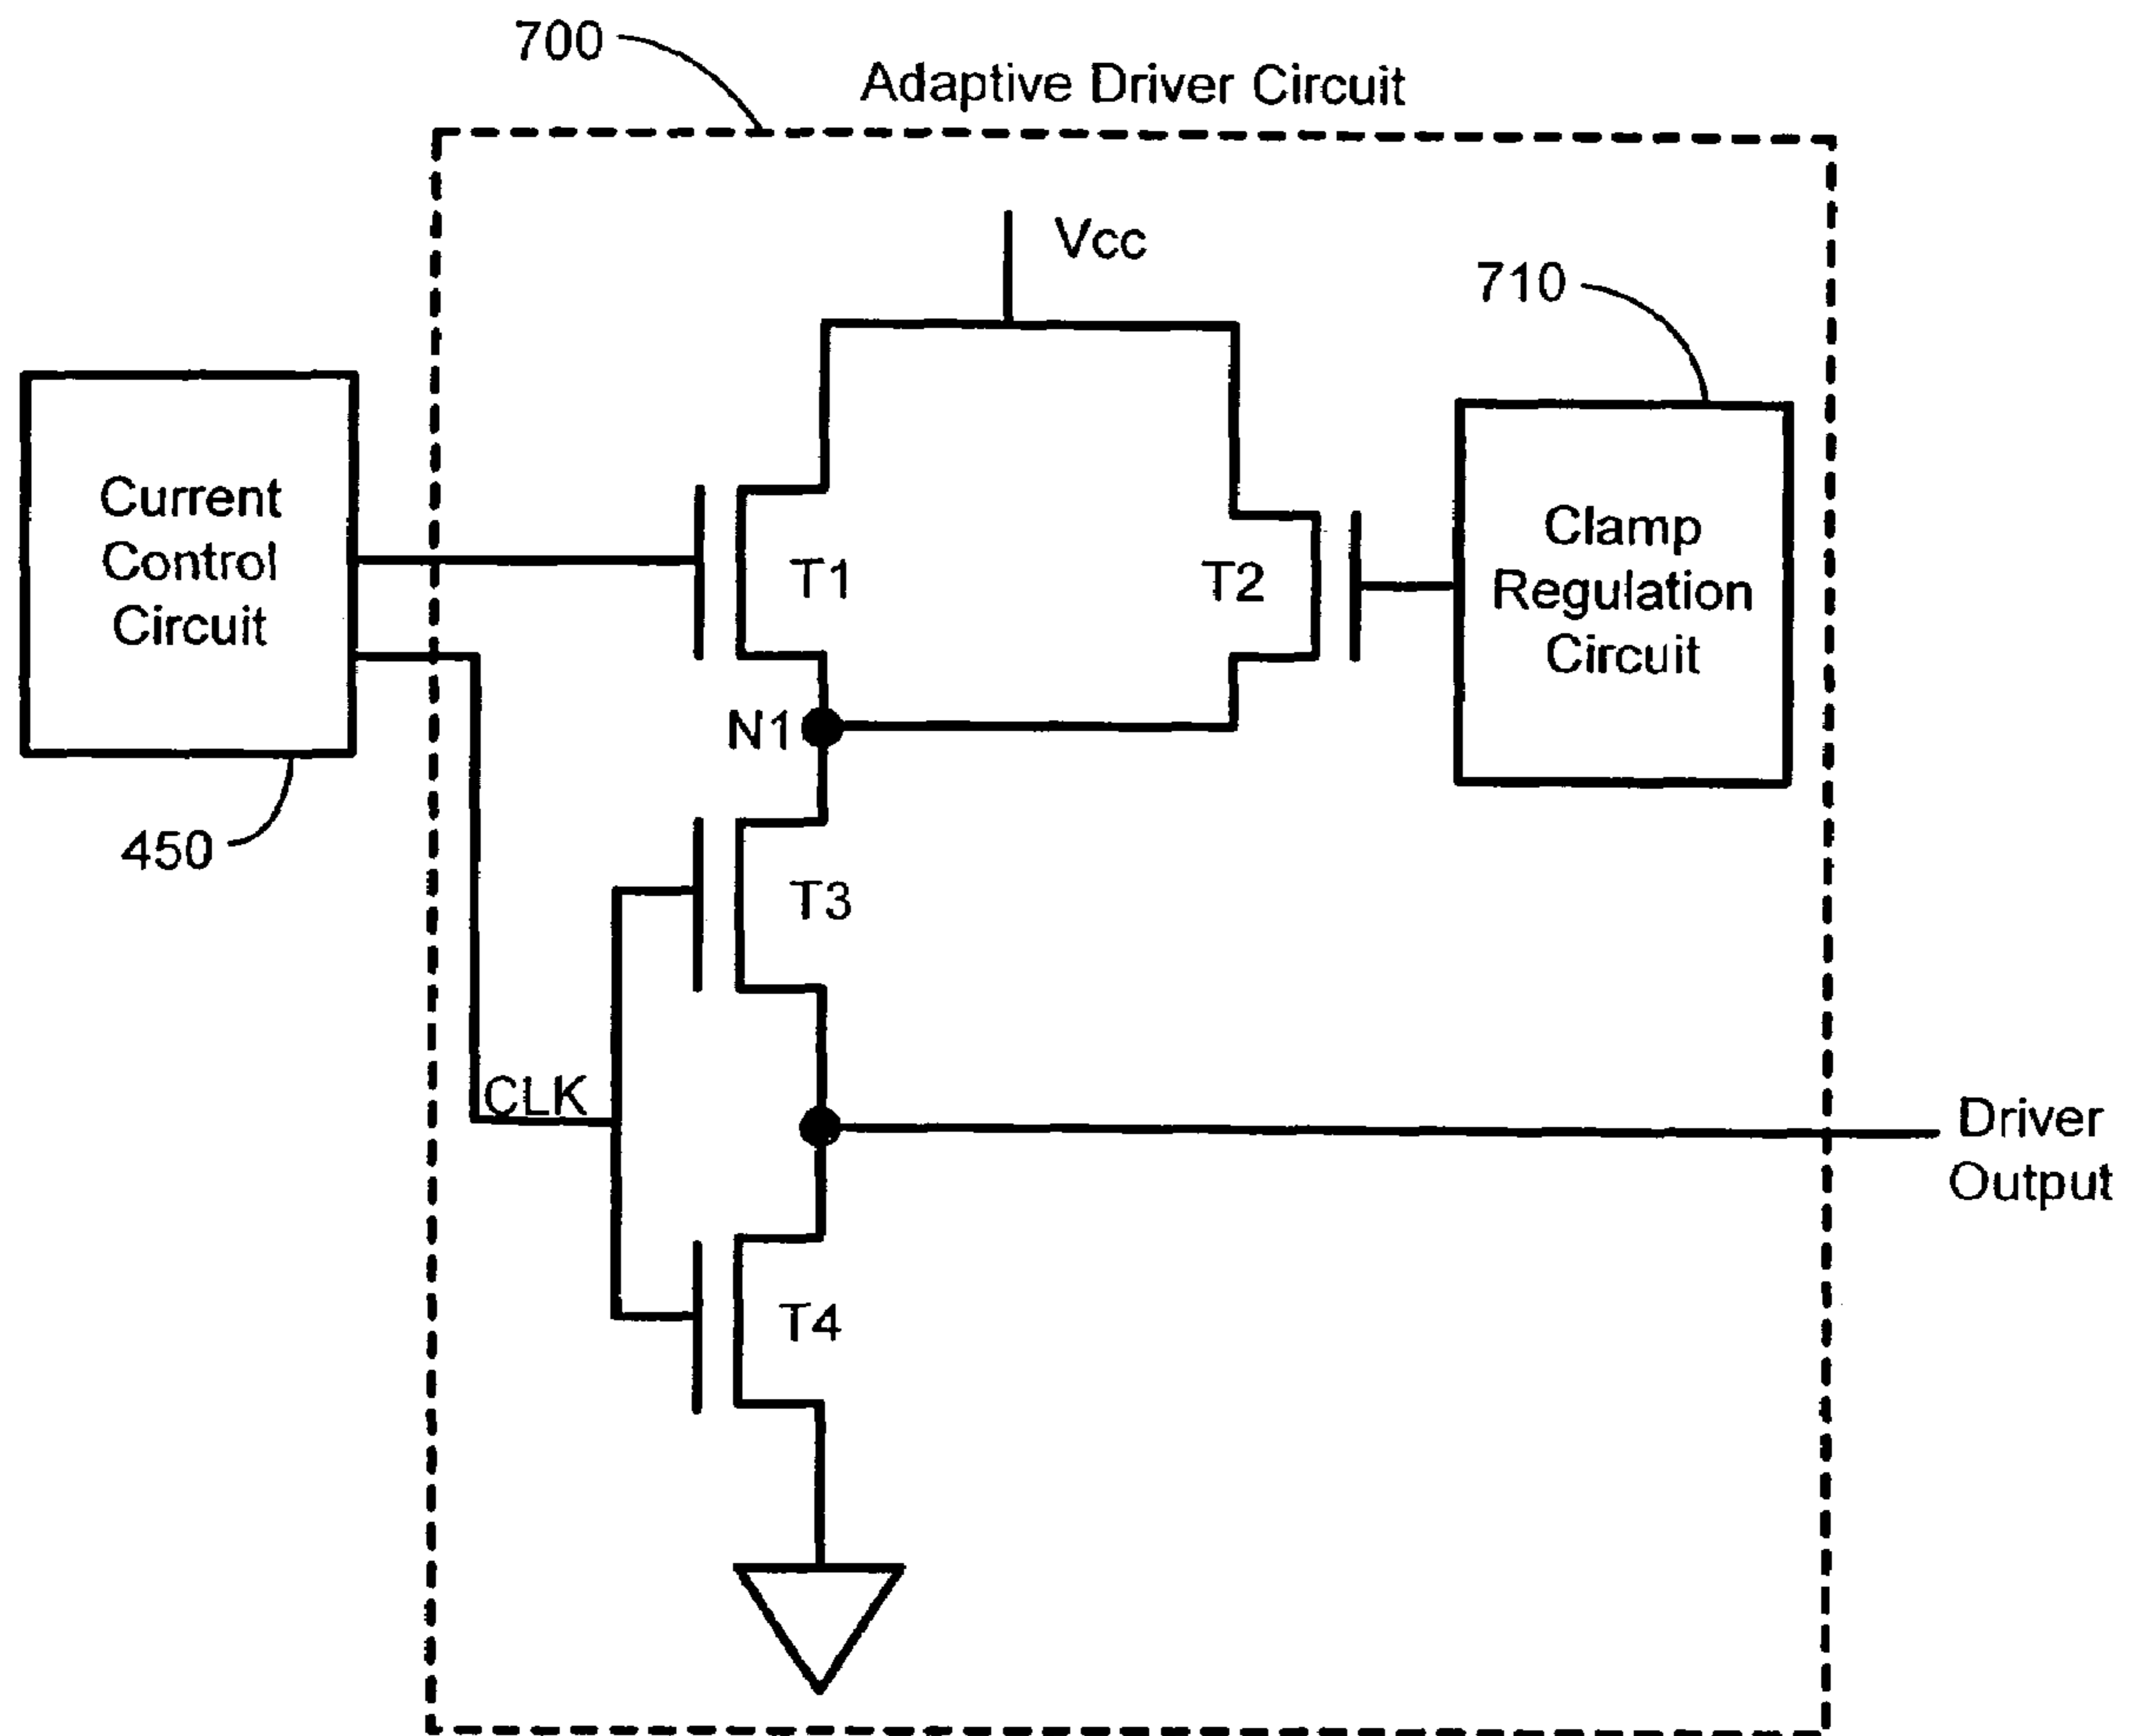 700
Adaptive Driver Circuit
Vcc
710
Current
Control
Circuit
T1
T2
Clamp
Regulation
Circuit
N1
450
T3
CLK
Driver
Output
T4